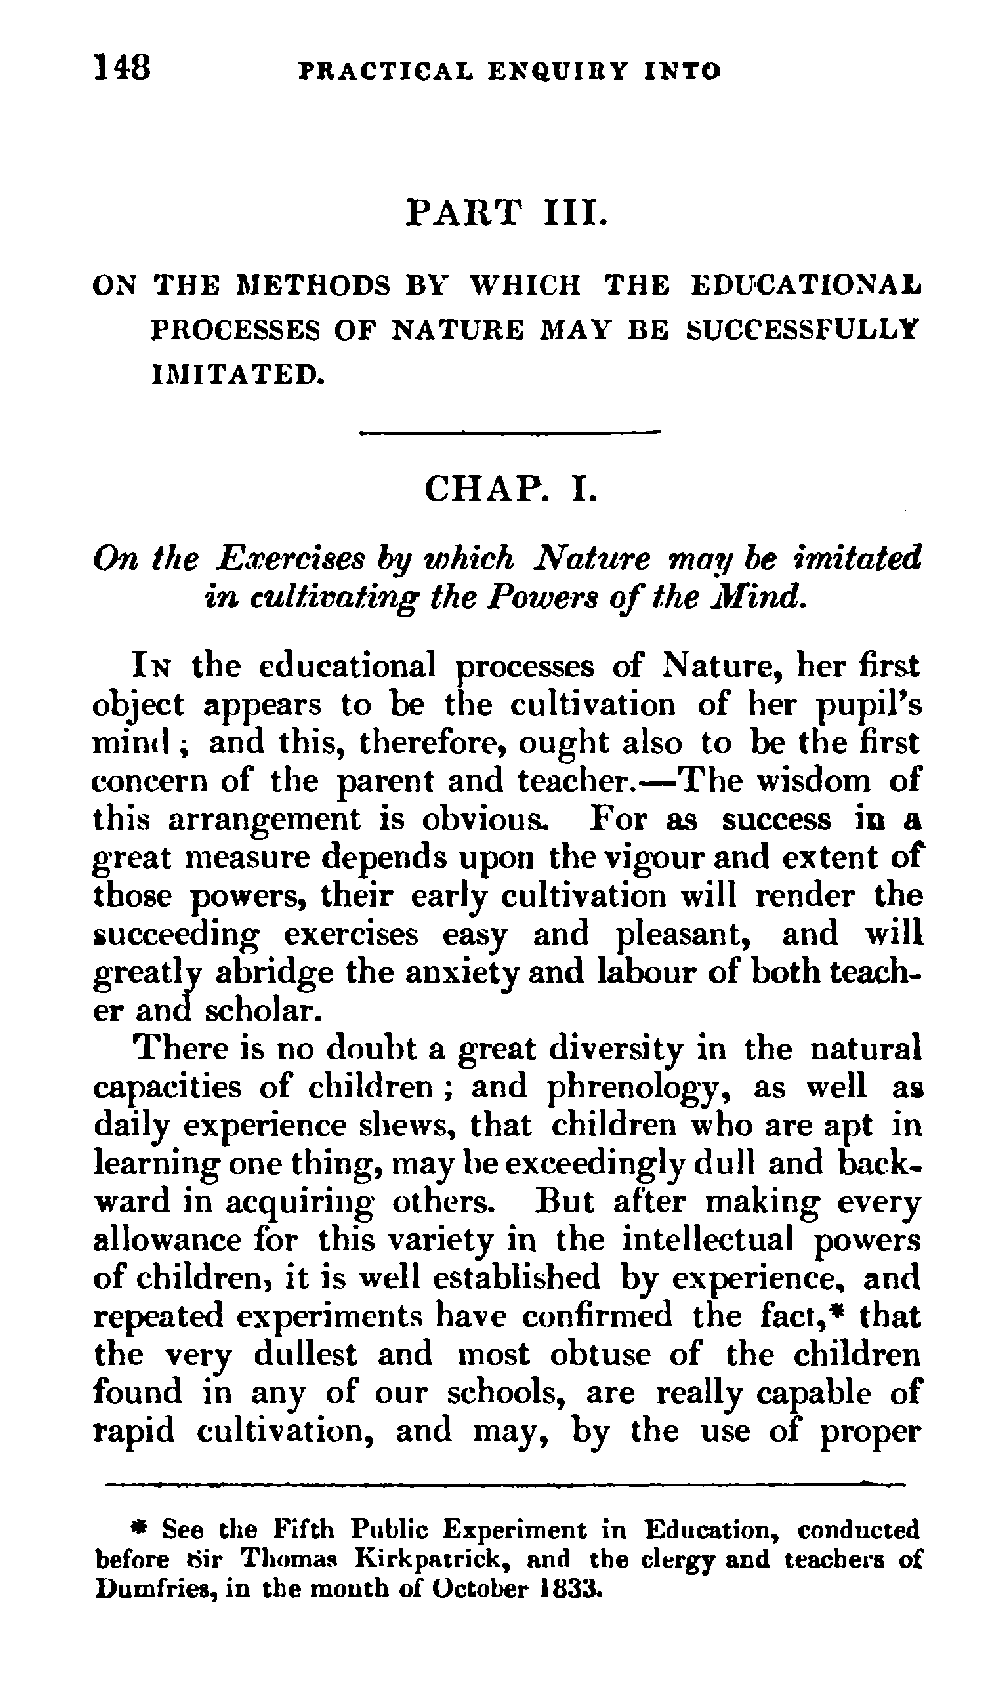 148 PRACTICAL ENQUIRY INTO
PART III.
ON THE METHODS BY WHICH THE EDUCATIONAL
PROCESSES OF NATURE MAY BE SUCCESSFULLY
IMITATED.
CHAP. I.
On the Exercises by which Nature may be imitated
in cultivating the Powers of the Mind.
IN the educational processes of Nature, her first
object appears to be the cultivation of her pupil's
mind; and this, therefore, ought also to be the first
concern of the parent and teacher.—The wisdom of
this arrangement is obvious. For as success in a
great measure depends upon the vigour and extent of
those powers, their early cultivation will render the
succeeding exercises easy and pleasant, and will
greatly abridge the anxiety and labour of both teach-
er and scholar.
There is no doubt a great diversity in the natural
capacities of children; and phrenology, as well as
daily experience shews, that children who are apt in
learning one thing, may be exceedingly dull and back-
ward in acquiring others. But after making every
allowance for this variety in the intellectual powers
of children, it is well established by experience, and
repeated experiments have confirmed the fact,* that
the very dullest and most obtuse of the children
found in any of our schools, are really capable of
rapid cultivation, and may, by the use of proper
* See the Fifth Public Experiment in Education, conducted
before Sir Thomas Kirkpatrick, and the clergy and teachers of
Dumfries, in the month of October 1833.